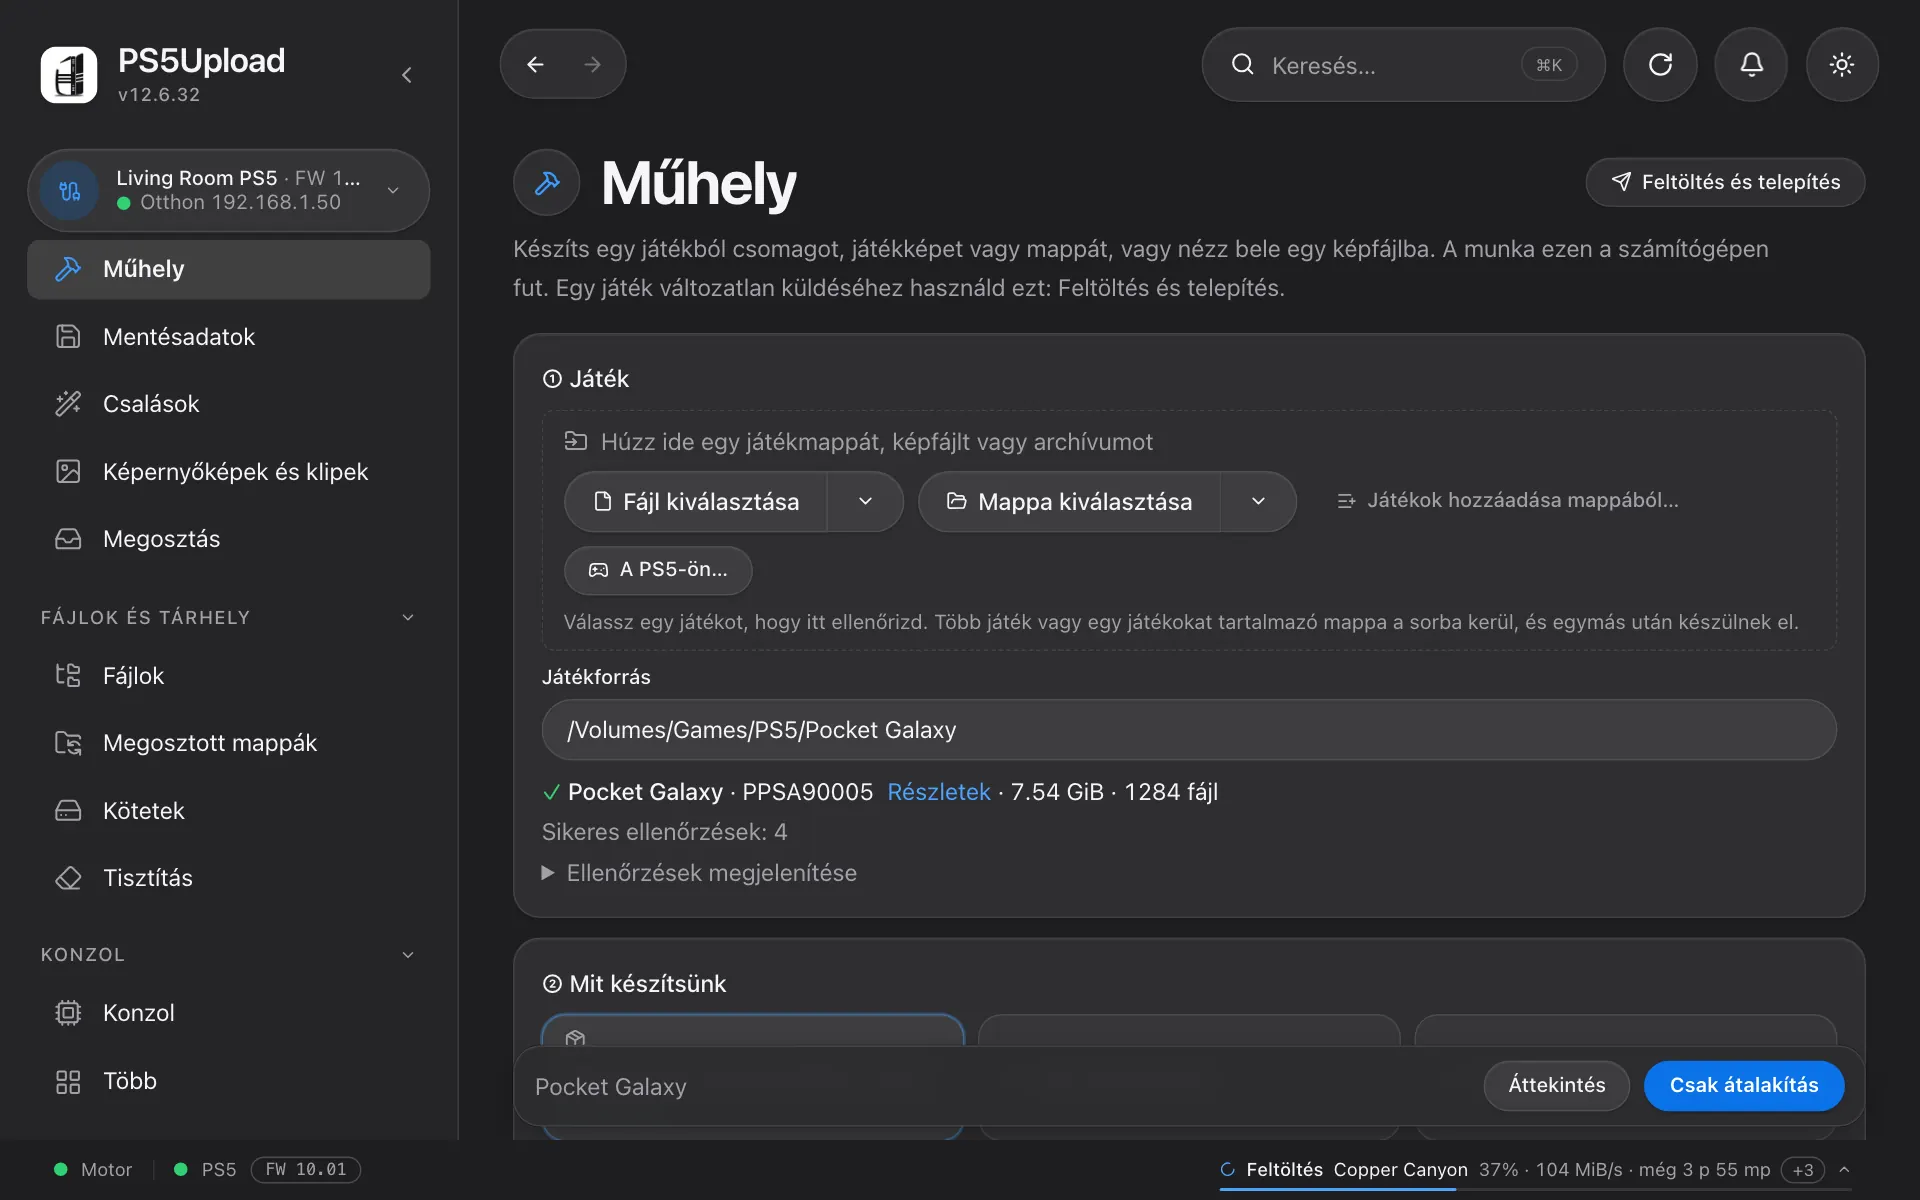 PS5Upload
v12.6.32
Living Room PS5 · FW 1...
Otthon 192.168.1.50
Műhely
Mentésadatok
Csalások
Képernyőképek és klipek
Megosztás
FÁJLOK ÉS TÁRHELY
Fájlok
Megosztott mappák
Kötetek
Tisztítás
KONZOL
Konzol
Több
Keresés...
⌘K
Műhely
Feltöltés és telepítés
Készíts egy játékból csomagot, játékképet vagy mappát, vagy nézz bele egy képfájlba. A munka ezen a számítógépen
fut. Egy játék változatlan küldéséhez használd ezt: Feltöltés és telepítés.
① Játék
Húzz ide egy játékmappát, képfájlt vagy archívumot
Fájl kiválasztása
Mappa kiválasztása
Játékok hozzáadása mappából...
A PS5-ön...
Válassz egy játékot, hogy itt ellenőrizd. Több játék vagy egy játékokat tartalmazó mappa a sorba kerül, és egymás után készülnek el.
Játékforrás
/Volumes/Games/PS5/Pocket Galaxy
Pocket Galaxy · PPSA90005 Részletek · 7.54 GiB · 1284 fájl
Sikeres ellenőrzések: 4
Ellenőrzések megjelenítése
② Mit készítsünk
Pocket Galaxy
Áttekintés
Csak átalakítás
Motor
PS5
FW 10.01
Feltöltés Copper Canyon 37% · 104 MiB/s · még 3 p 55 mp
+3